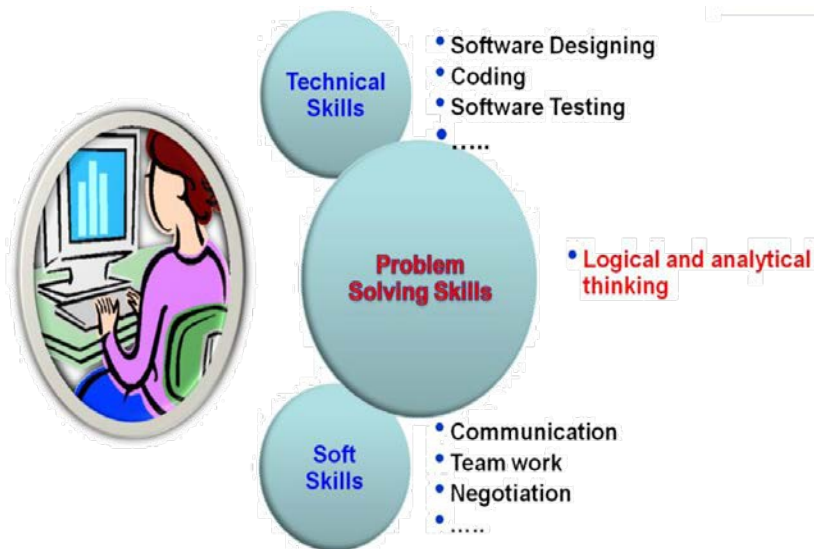 Technical
Skills
• Software Designing
• Coding
• Software Testing
• .....
Problem
Solving Skills
• Logical and analytical
thinking
Soft
Skills
• Communication
• Team work
• Negotiation
• .....